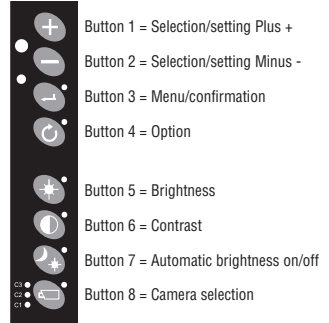 Button 1 = Selection/setting Plus +
Button 2 = Selection/setting Minus -
Button 3 = Menu/confirmation
Button 4 = Option
Button 5 = Brightness
Button 6 = Contrast
Button 7 = Automatic brightness on/off
C3
C2
C1
Button 8 = Camera selection